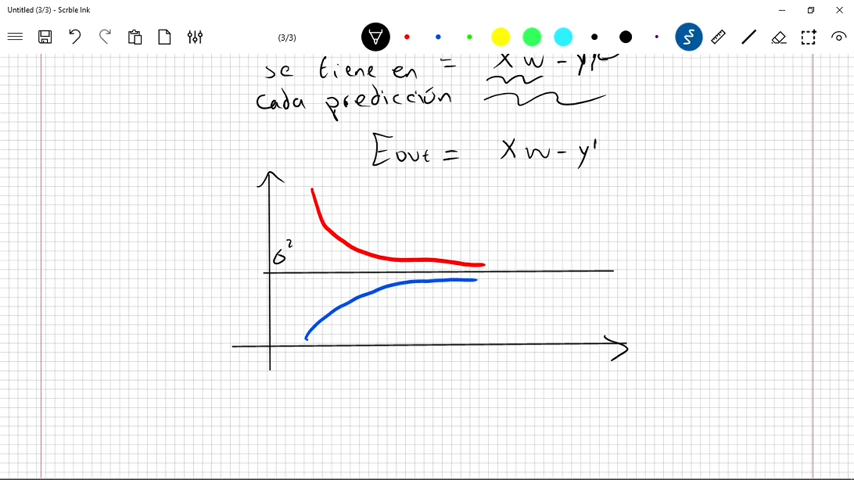 Untitled (3/3) - Scrble Ink
(3/3)
se tiene en = Xw -
cada predicción
Eout = Xw - y'
σ²